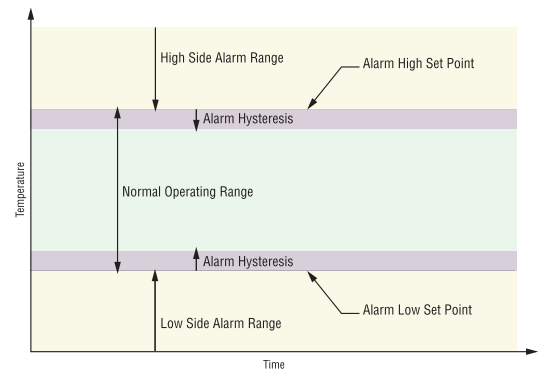 High Side Alarm Range
Alarm High Set Point
Alarm Hysteresis
Normal Operating Range
Temperature
Alarm Hysteresis
Alarm Low Set Point
Low Side Alarm Range
Time